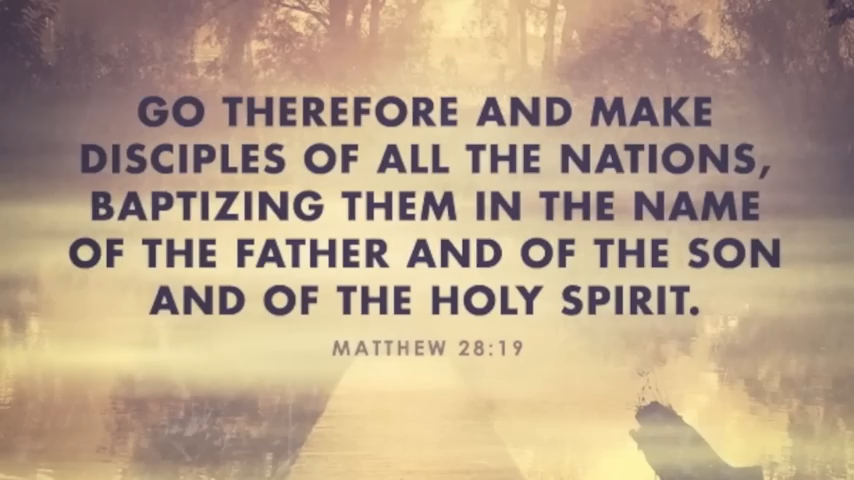 GO THEREFORE AND MAKE
DISCIPLES OF ALL THE NATIONS,
BAPTIZING THEM IN THE NAME
OF THE FATHER AND OF THE SON
AND OF THE HOLY SPIRIT.
MATTHEW 28:19